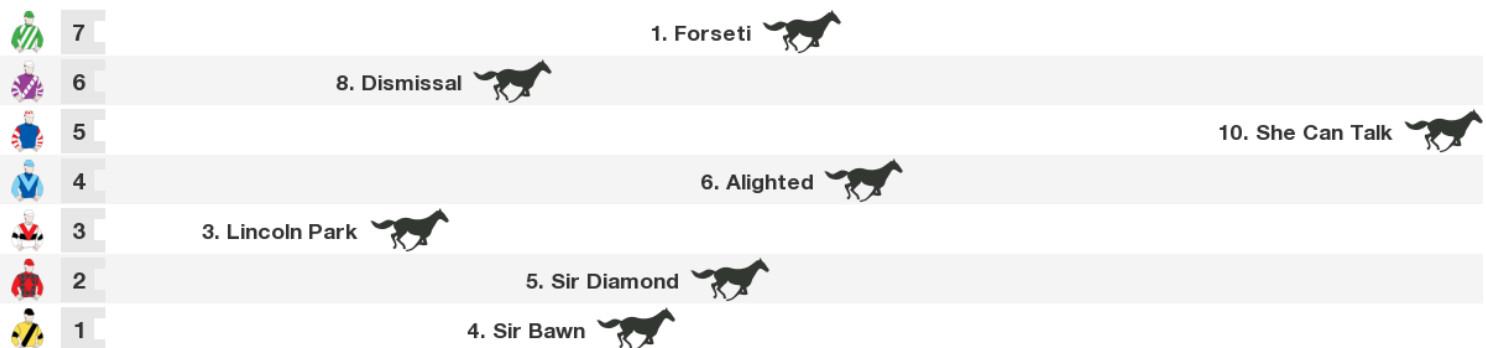 7 1. Forseti
6 8. Dismissal
5 10. She Can Talk
4 6. Alighted
3 3. Lincoln Park
2 5. Sir Diamond
1 4. Sir Bawn